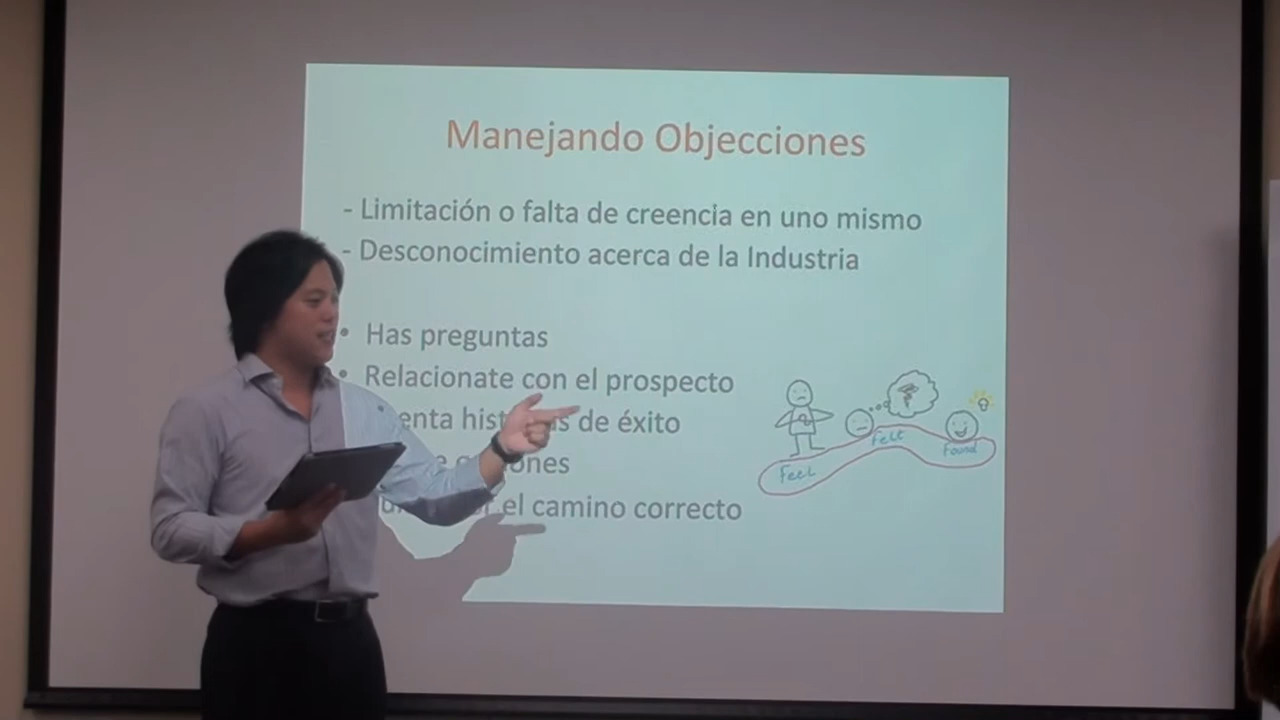 Manejando Objecciones
- Limitación o falta de creencia en uno mismo
- Desconocimiento acerca de la Industria
• Has preguntas
• Relacionate con el prospecto
de éxito
el camino correcto
Feel
Felt
Found